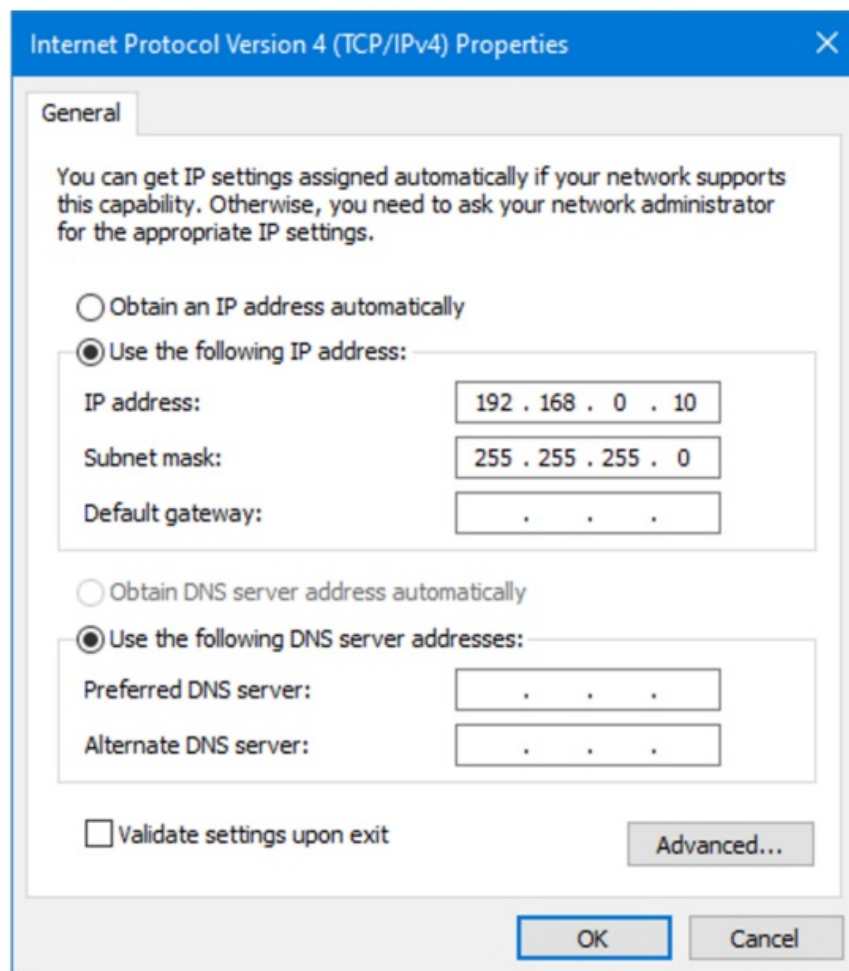 Internet Protocol Version 4 (TCP/IPv4) Properties
General
You can get IP settings assigned automatically if your network supports
this capability. Otherwise, you need to ask your network administrator
for the appropriate IP settings.
Obtain an IP address automatically
Use the following IP address:
IP address: 192 . 168 . 0 . 10
Subnet mask: 255 . 255 . 255 . 0
Default gateway: . . .
Obtain DNS server address automatically
Use the following DNS server addresses:
Preferred DNS server: . . .
Alternate DNS server: . . .
Validate settings upon exit
Advanced...
OK Cancel